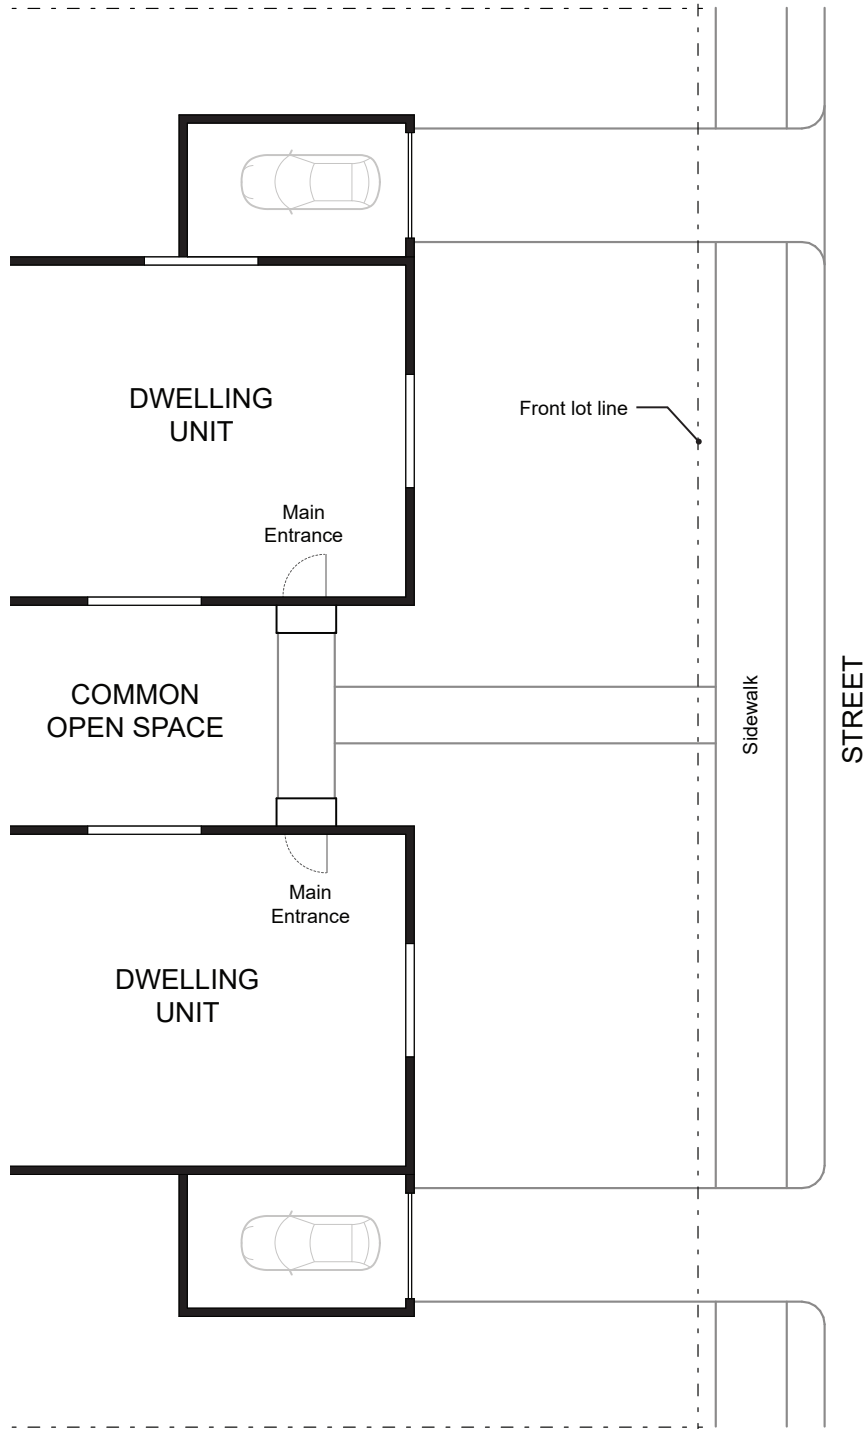 DWELLING
UNIT
Front lot line
Main
Entrance
COMMON
OPEN SPACE
Sidewalk
STREET
Main
Entrance
DWELLING
UNIT